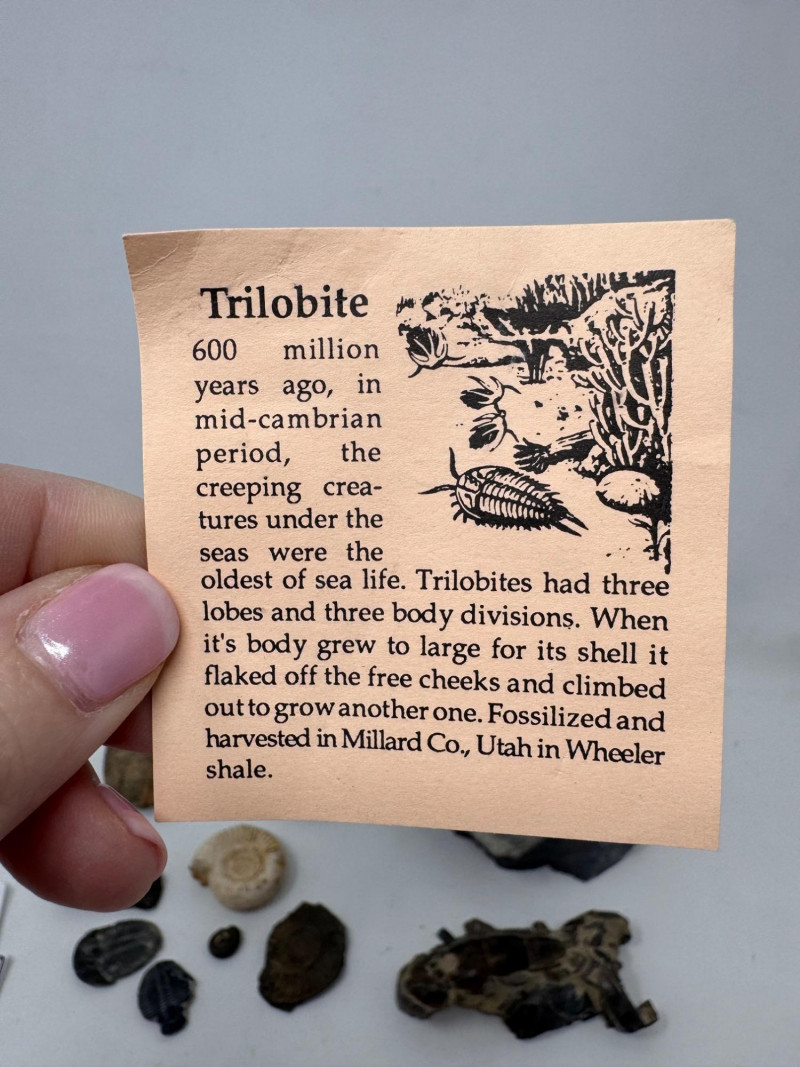 Trilobite
600 million
years ago, in
mid-cambrian
period, the
creeping crea-
tures under the
seas were the
oldest of sea life. Trilobites had three
lobes and three body divisions. When
it's body grew to large for its shell it
flaked off the free cheeks and climbed
out to grow another one. Fossilized and
harvested in Millard Co., Utah in Wheeler
shale.